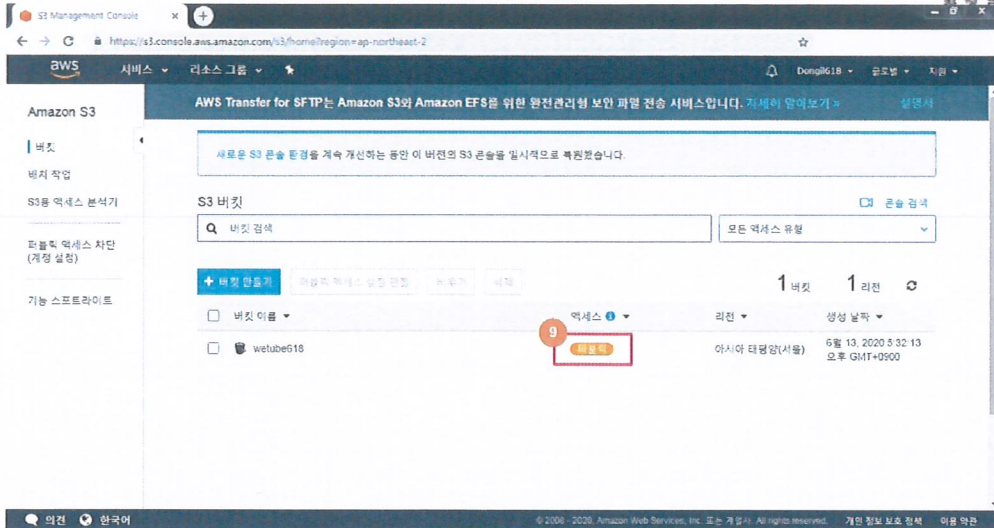 S3 Management Console
https://s3.console.aws.amazon.com/s3/home?region=ap-northeast-2
aws 서비스 리소스 그룹 Dongil618 글로벌 지원
Amazon S3
버킷
배치 작업
S3용 액세스 분석기
퍼블릭 액세스 차단
(계정 설정)
기능 스포트라이트
AWS Transfer for SFTP는 Amazon S3와 Amazon EFS를 위한 완전관리형 보안 파일 전송 서비스입니다. 자세히 알아보기 » 설명서
새로운 S3 콘솔 환경을 계속 개선하는 동안 이 버전의 S3 콘솔을 일시적으로 복원했습니다.
S3 버킷 콘솔 검색
버킷 검색 모든 액세스 유형
+ 버킷 만들기 퍼블릭 액세스 설정 편집 비우기 삭제 1 버킷 1 리전
버킷 이름 액세스 리전 생성 날짜
9
wetube618 퍼블릭 아시아 태평양(서울) 6월 13, 2020 5:32:13
오후 GMT+0900
의견 한국어 © 2008 - 2020, Amazon Web Services, Inc. 또는 계열사. All rights reserved. 개인 정보 보호 정책 이용 약관